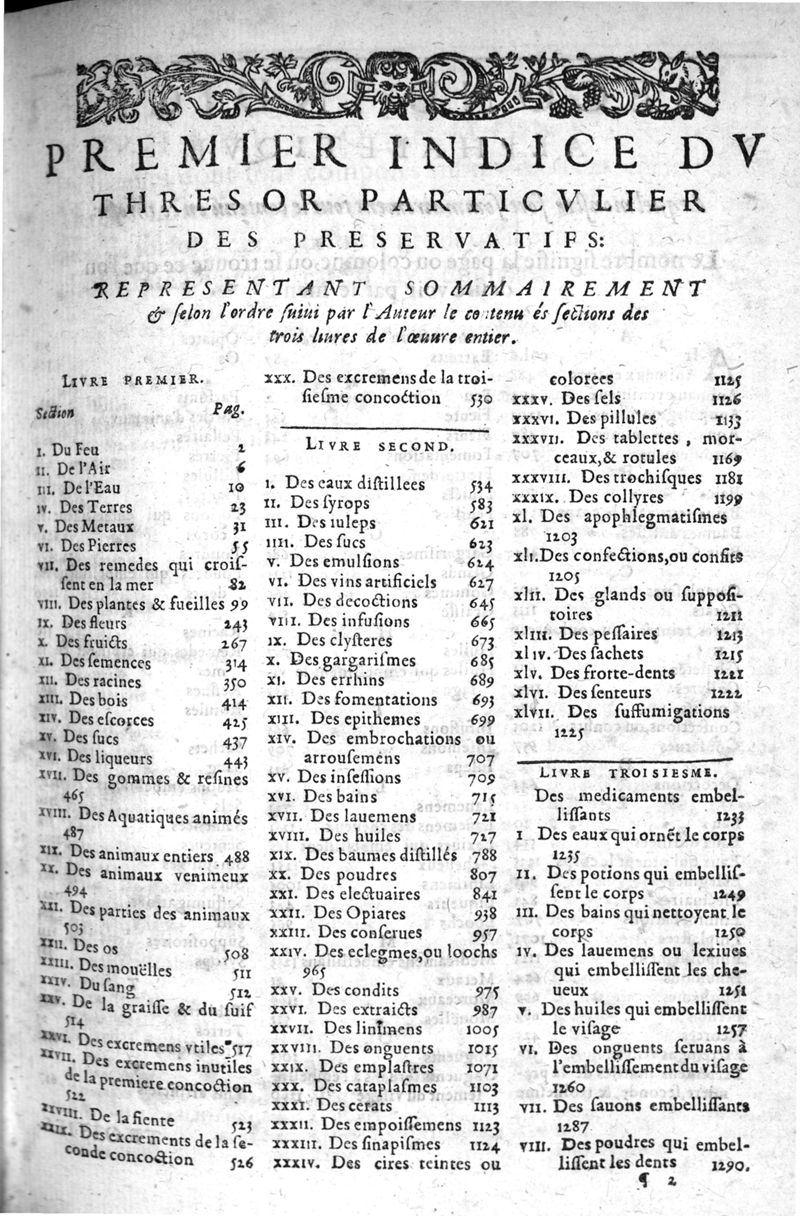 PREMIER INDICE DV
THRESOR PARTICVLIER
DES PRESERVATIFS:
REPRESENTANT SOMMAIREMENT
& ſelon l'ordre ſuiui par l'Auteur le contenu és ſections des
trois liures de l'œuure entier.
LIVRE PREMIER.
Section Pag.
I. Du Feu 2
II. De l'Air 6
III. De l'Eau 10
IV. Des Terres 23
V. Des Metaux 31
VI. Des Pierres 55
VII. Des remedes qui croiſ-
ſent en la mer 82
VIII. Des plantes & fueilles 99
IX. Des fleurs 243
X. Des fruicts 267
XI. Des ſemences 314
XII. Des racines 350
XIII. Des bois 414
XIV. Des eſcorces 425
XV. Des ſucs 437
XVI. Des liqueurs 443
XVII. Des gommes & reſines
465
XVIII. Des Aquatiques animés
487
XIX. Des animaux entiers 488
XX. Des animaux venimeux
494
XXI. Des parties des animaux
503
XXII. Des os 508
XXIII. Des mouëlles 511
XXIV. Du ſang 512
XXV. De la graiſſe & du ſuif
514
XXVI. Des excremens vtiles 517
XXVII. Des excremens inutiles
de la premiere concoction
522
XXVIII. De la fiente 523
XXIX. Des excrements de la ſe-
conde concoction 526
XXX. Des excremens de la troi-
ſieſme concoction 530
LIVRE SECOND.
I. Des eaux diſtillees 534
II. Des ſyrops 583
III. Des iuleps 621
IIII. Des ſucs 623
V. Des emulſions 624
VI. Des vins artificiels 627
VII. Des decoctions 645
VIII. Des infuſions 665
IX. Des clyſteres 673
X. Des gargariſmes 685
XI. Des errhins 689
XII. Des fomentations 693
XIII. Des epithemes 699
XIV. Des embrochations ou
arrouſemens 707
XV. Des inſeſſions 709
XVI. Des bains 715
XVII. Des lauemens 721
XVIII. Des huiles 727
XIX. Des baumes diſtillés 788
XX. Des poudres 807
XXI. Des electuaires 841
XXII. Des Opiates 938
XXIII. Des conſerues 957
XXIV. Des eclegmes, ou loochs
965
XXV. Des condits 975
XXVI. Des extraicts 987
XXVII. Des linimens 1005
XXVIII. Des onguents 1015
XXIX. Des emplaſtres 1071
XXX. Des cataplaſmes 1103
XXXI. Des cerats 1113
XXXII. Des empoiſſemens 1123
XXXIII. Des ſinapiſmes 1124
XXXIV. Des cires teintes ou
colorees 1125
XXXV. Des ſels 1126
XXXVI. Des pillules 1133
XXXVII. Des tablettes, mor-
ceaux, & rotules 1169
XXXVIII. Des trochiſques 1181
XXXIX. Des collyres 1199
XL. Des apophlegmatiſmes
1203
XLI. Des confections, ou confits
1205
XLII. Des glands ou ſuppoſi-
toires 1211
XLIII. Des peſſaires 1213
XLIV. Des ſachets 1215
XLV. Des frotte-dents 1221
XLVI. Des ſenteurs 1222
XLVII. Des ſuffumigations
1225
LIVRE TROISIESME.
Des medicaments embel-
liſſants 1233
I Des eaux qui ornẽt le corps
1235
II. Des potions qui embelliſ-
ſent le corps 1249
III. Des bains qui nettoyent le
corps 1250
IV. Des lauemens ou lexiues
qui embelliſſent les che-
ueux 1251
V. Des huiles qui embelliſſent
le viſage 1257
VI. Des onguents ſeruans à
l'embelliſſement du viſage
1260
VII. Des ſauons embelliſſants
1287
VIII. Des poudres qui embel-
liſſent les dents 1290.
¶ 2